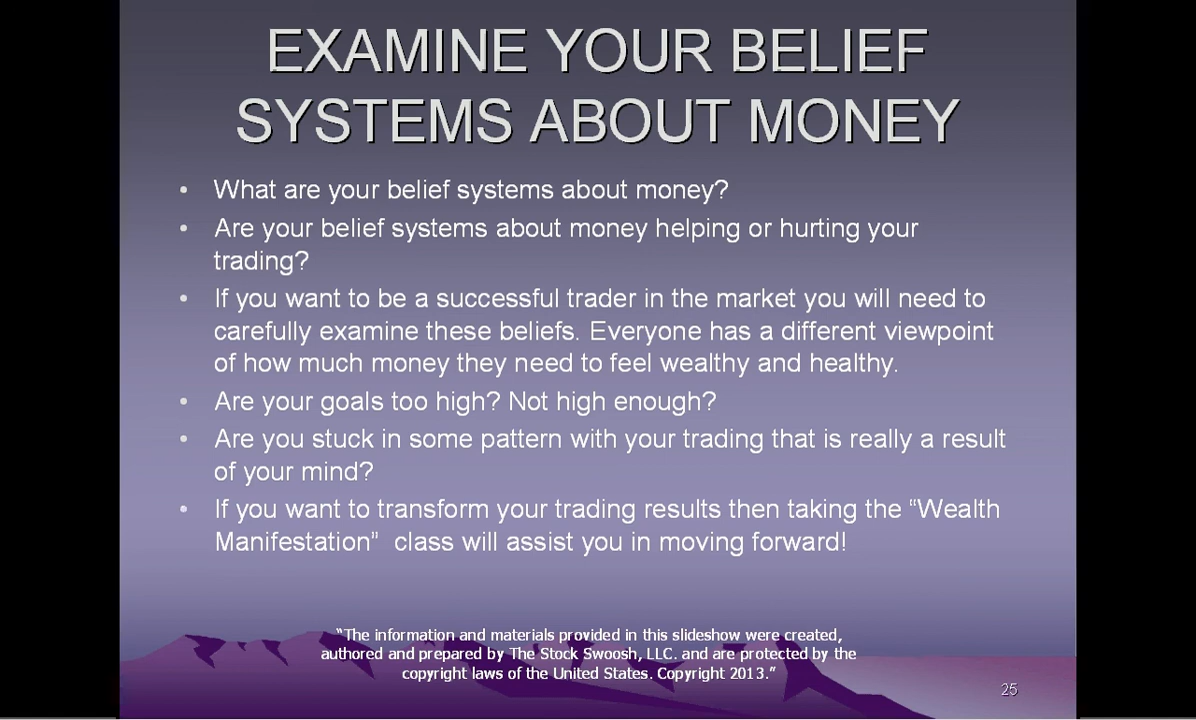 EXAMINE YOUR BELIEF
SYSTEMS ABOUT MONEY
• What are your belief systems about money?
• Are your belief systems about money helping or hurting your
trading?
• If you want to be a successful trader in the market you will need to
carefully examine these beliefs. Everyone has a different viewpoint
of how much money they need to feel wealthy and healthy.
• Are your goals too high? Not high enough?
• Are you stuck in some pattern with your trading that is really a result
of your mind?
• If you want to transform your trading results then taking the “Wealth
Manifestation”  class will assist you in moving forward!
“The information and materials provided in this slideshow were created,
authored and prepared by The Stock Swoosh, LLC. and are protected by the
copyright laws of the United States. Copyright 2013.”
25